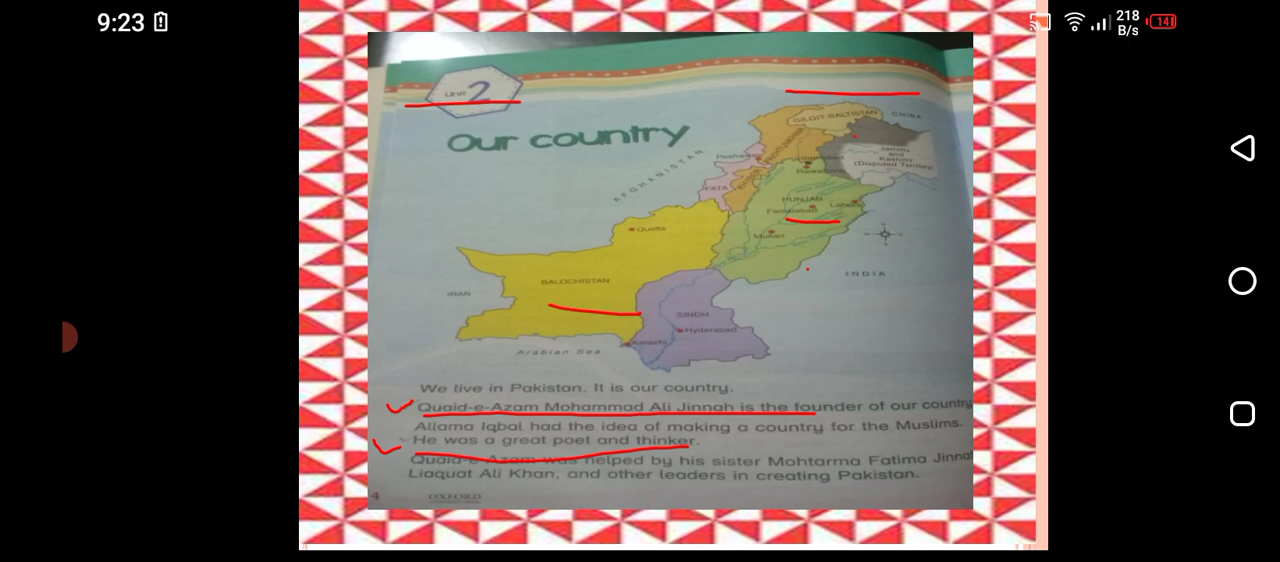 9:23
218
B/s
14
Unit 2
Our country
GILGIT-BALTISTAN
CHINA
AFGHANISTAN
Peshawar
Islamabad
Jammu
and
Kashmir
(Disputed Territory)
FATA
PUNJAB
Lahore
Faisalabad
Multan
Quetta
INDIA
BALOCHISTAN
IRAN
SINDH
Hyderabad
Karachi
Arabian Sea
We live in Pakistan. It is our country.
Quaid-e-Azam Mohammad Ali Jinnah is the founder of our country
Allama Iqbal had the idea of making a country for the Muslims.
He was a great poet and thinker.
Quaid-e-Azam was helped by his sister Mohtarma Fatima Jinnah
Liaquat Ali Khan, and other leaders in creating Pakistan.
4
OXFORD